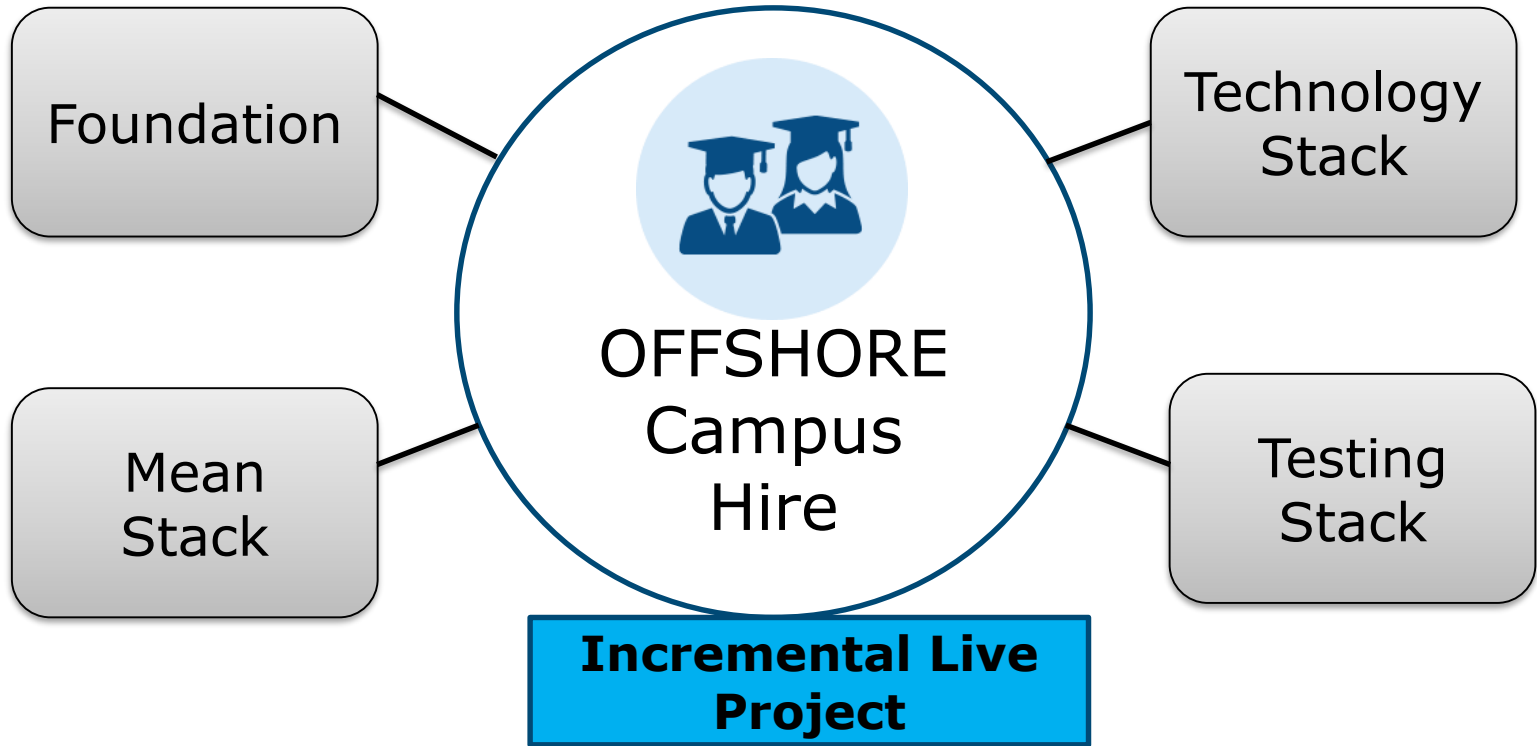 Foundation
Technology
Stack
OFFSHORE
Campus
Hire
Mean
Stack
Testing
Stack
Incremental Live
Project